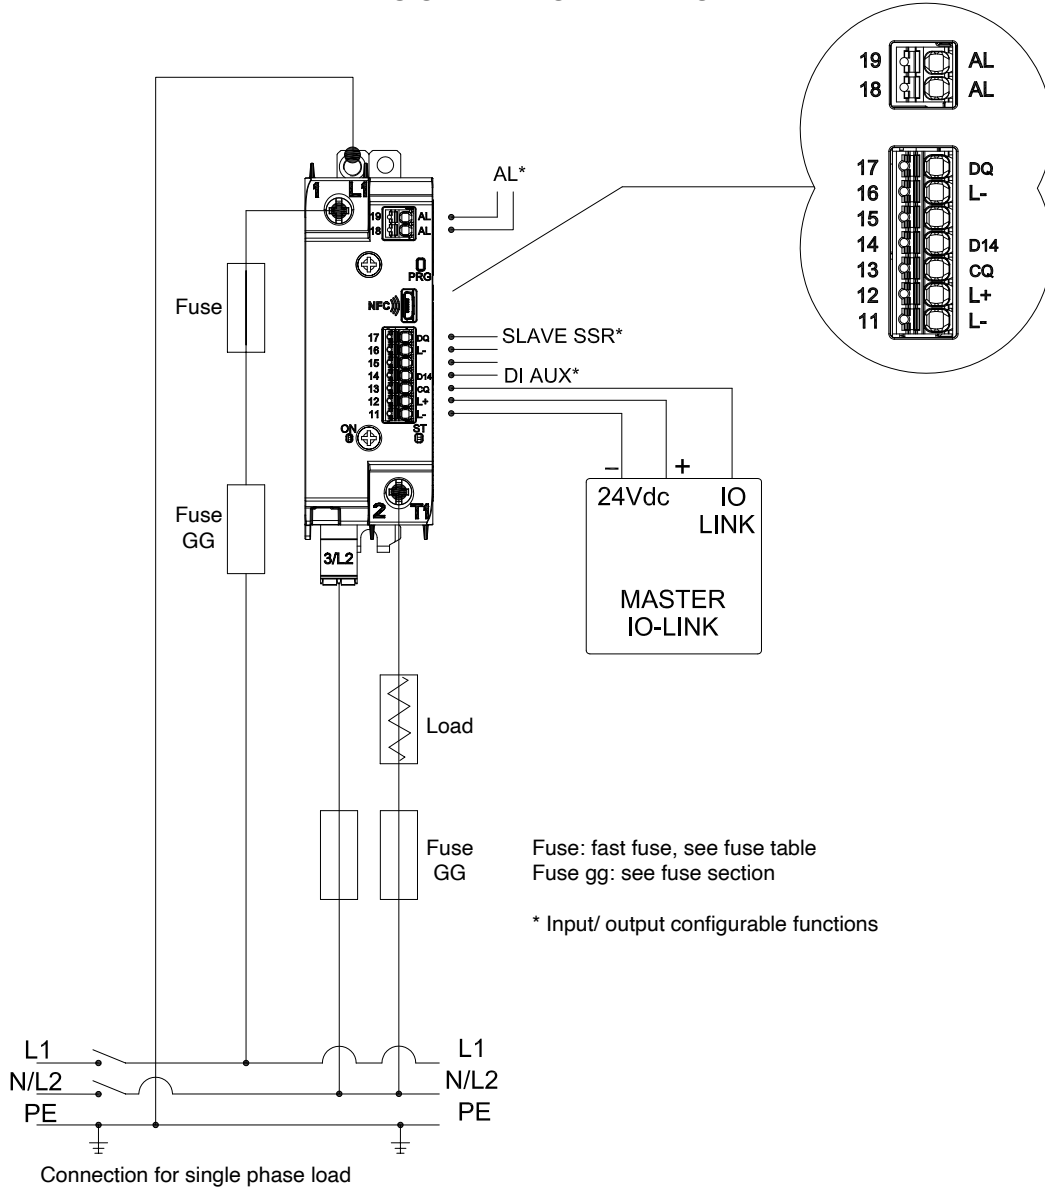 19 AL
18 AL
17 DQ
16 L-
15
14 D14
13 CQ
12 L+
11 L-
1 L1
AL*
19 AL
18 AL
PRG
NFC
Fuse
17 DQ
16 L-
15
14 D14
13 CQ
12 L+
11 L-
SLAVE SSR*
DI AUX*
ON ST
– +
24Vdc IO
LINK
MASTER
IO-LINK
Fuse
GG
2 T1
3/L2
Load
Fuse
GG
Fuse: fast fuse, see fuse table
Fuse gg: see fuse section
* Input/ output configurable functions
L1 L1
N/L2 N/L2
PE PE
Connection for single phase load